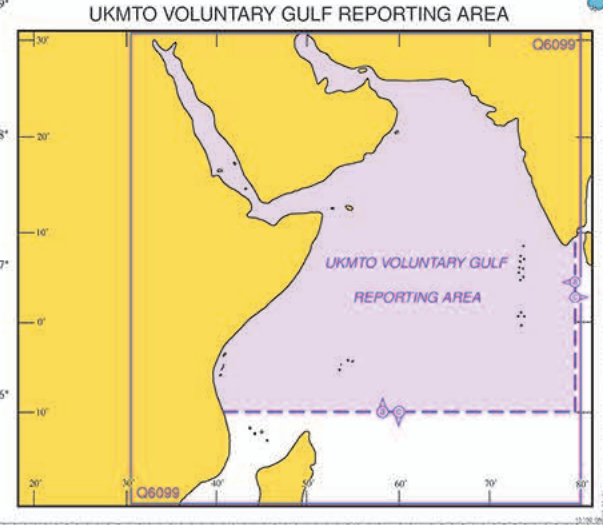 UKMTO VOLUNTARY GULF REPORTING AREA
30°
Q6099
20°
10°
UKMTO VOLUNTARY GULF
REPORTING AREA
0°
10°
20° 30° 40° 50° 60° 70° 80°
Q6099